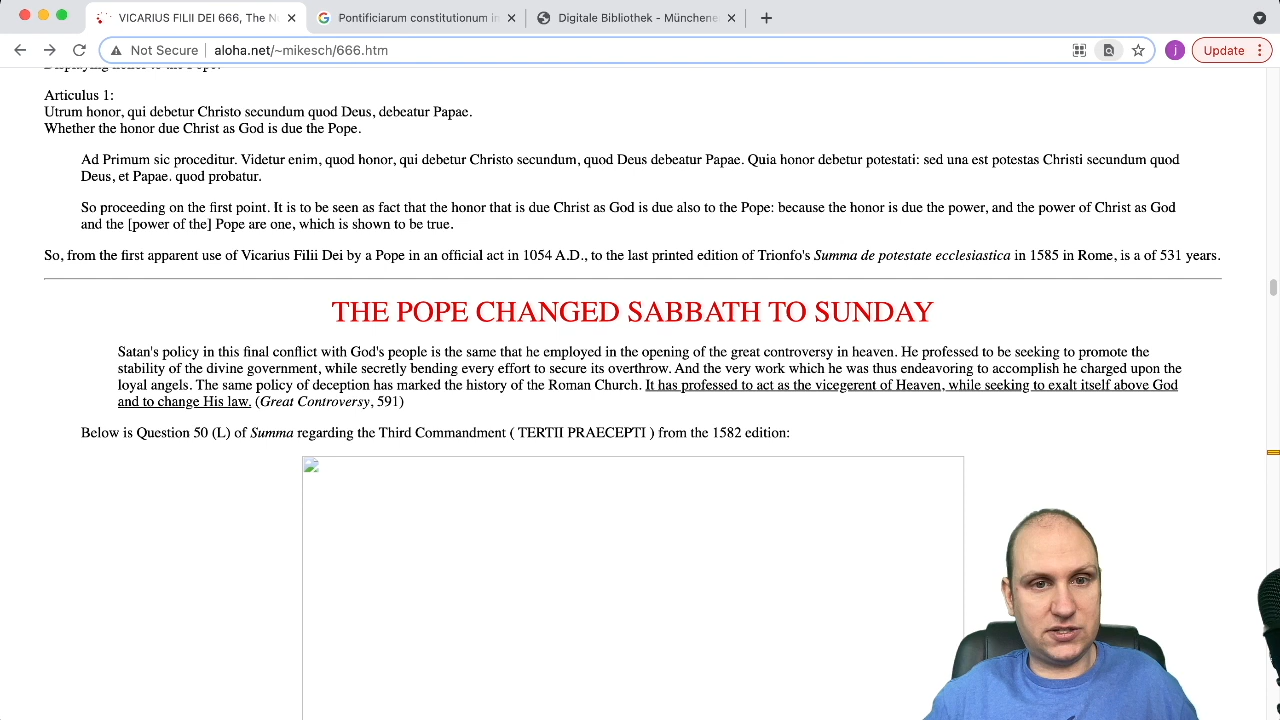 VICARIUS FILII DEI 666, The N
Pontificiarum constitutionum in
Digitale Bibliothek - Münchene
Not Secure
aloha.net/~mikesch/666.htm
j
Update
Articulus 1:
Utrum honor, qui debetur Christo secundum quod Deus, debeatur Papae.
Whether the honor due Christ as God is due the Pope.
Ad Primum sic proceditur. Videtur enim, quod honor, qui debetur Christo secundum, quod Deus debeatur Papae. Quia honor debetur potestati: sed una est potestas Christi secundum quod
Deus, et Papae. quod probatur.
So proceeding on the first point. It is to be seen as fact that the honor that is due Christ as God is due also to the Pope: because the honor is due the power, and the power of Christ as God
and the [power of the] Pope are one, which is shown to be true.
So, from the first apparent use of Vicarius Filii Dei by a Pope in an official act in 1054 A.D., to the last printed edition of Trionfo's Summa de potestate ecclesiastica in 1585 in Rome, is a of 531 years.
THE POPE CHANGED SABBATH TO SUNDAY
Satan's policy in this final conflict with God's people is the same that he employed in the opening of the great controversy in heaven. He professed to be seeking to promote the
stability of the divine government, while secretly bending every effort to secure its overthrow. And the very work which he was thus endeavoring to accomplish he charged upon the
loyal angels. The same policy of deception has marked the history of the Roman Church. It has professed to act as the vicegerent of Heaven, while seeking to exalt itself above God
and to change His law. (Great Controversy, 591)
Below is Question 50 (L) of Summa regarding the Third Commandment ( TERTII PRAECEPTI ) from the 1582 edition: